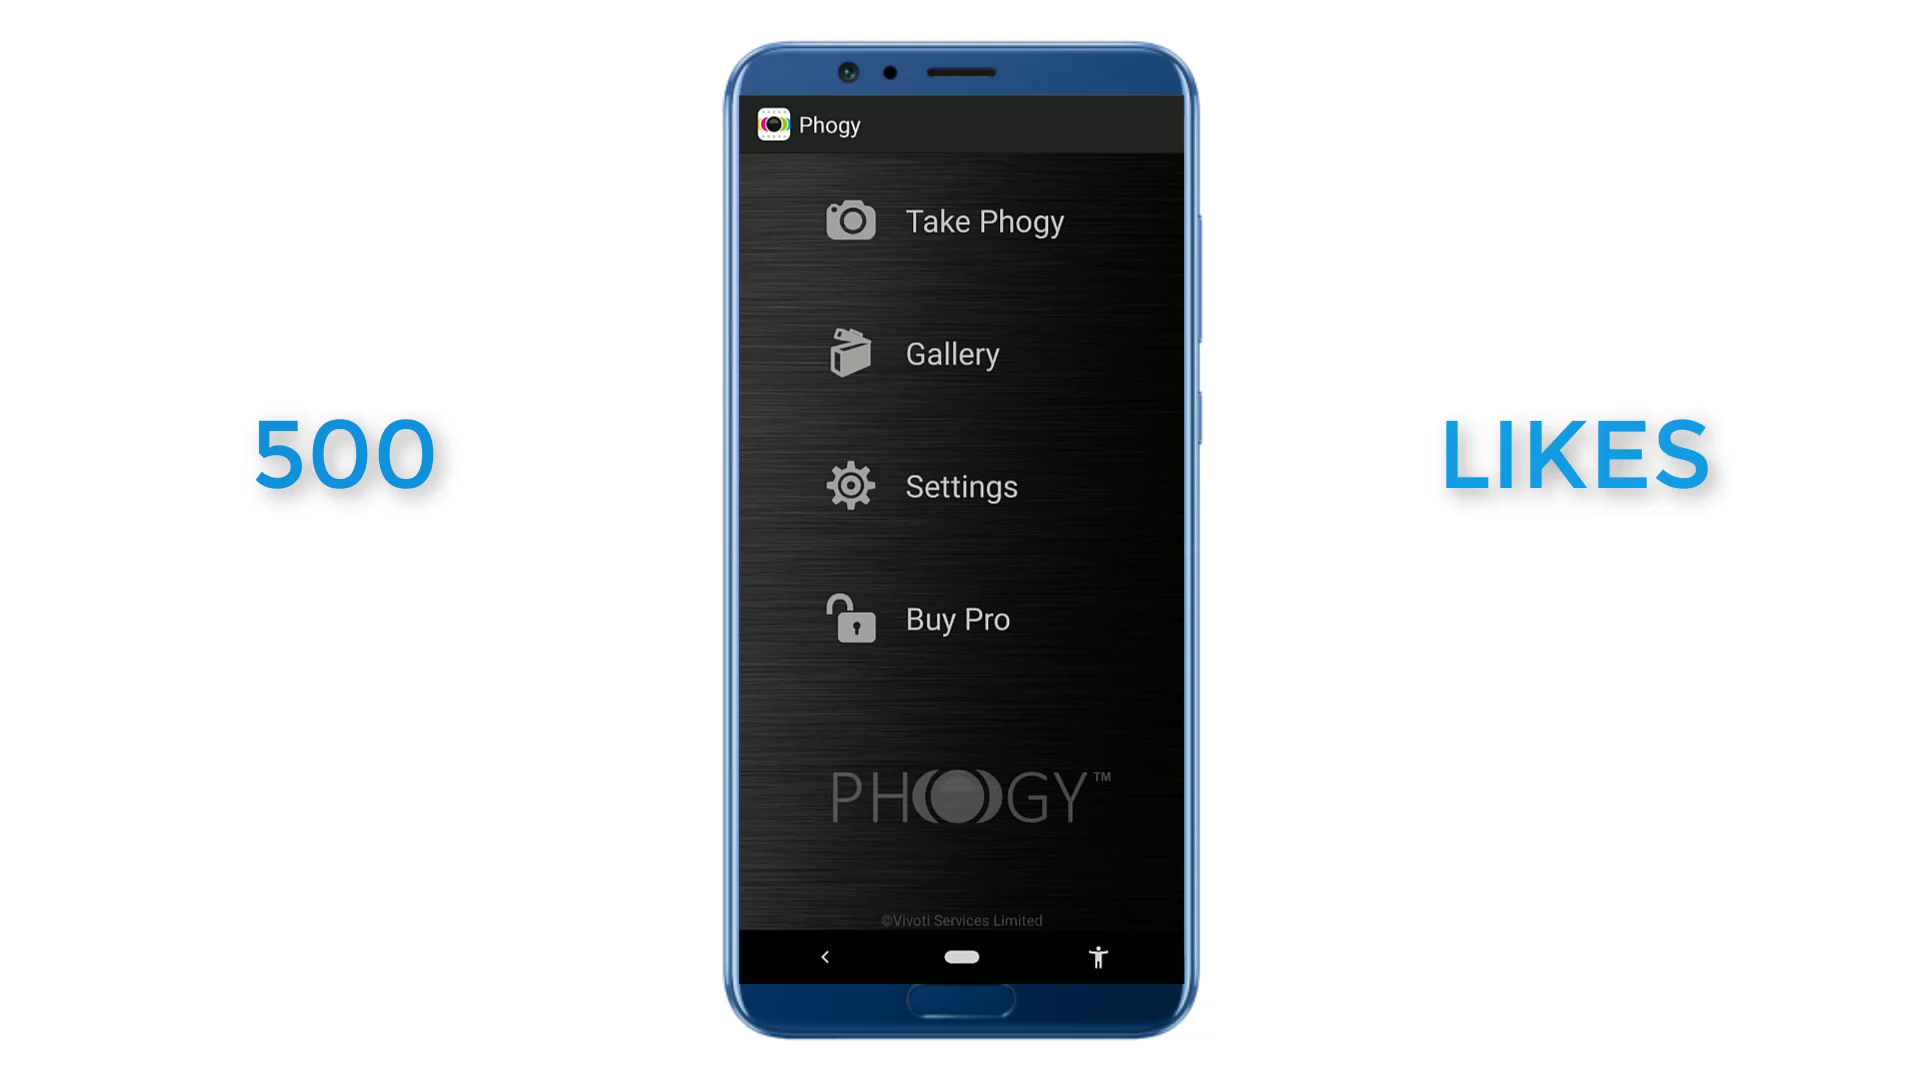 Phogy
Take Phogy
Gallery
500
LIKES
Settings
Buy Pro
PHOGY™
©Vivoti Services Limited